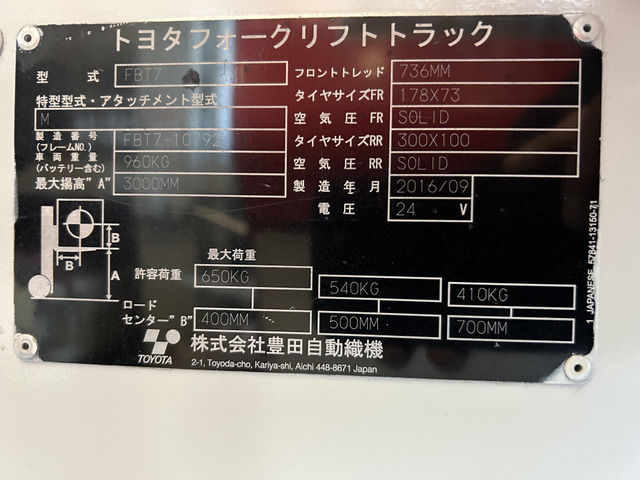 トヨタフォークリフトトラック
型式 FBT7
特型型式・アタッチメント型式
M
製造番号
(フレームNO.) FBT7-10792
車両重量
(バッテリー含む) 960KG
最大揚高"A" 3000MM
フロントトレッド 736MM
タイヤサイズFR 178X73
空気圧FR SOLID
タイヤサイズRR 300X100
空気圧RR SOLID
製造年月 2016/09
電圧 24 V
B
B
A
最大荷重
許容荷重 650KG 540KG 410KG
ロード
センター"B" 400MM 500MM 700MM
TOYOTA
株式会社豊田自動織機
2-1, Toyoda-cho, Kariya-shi, Aichi 448-8671 Japan
1 JAPANESE 57841-13150-71